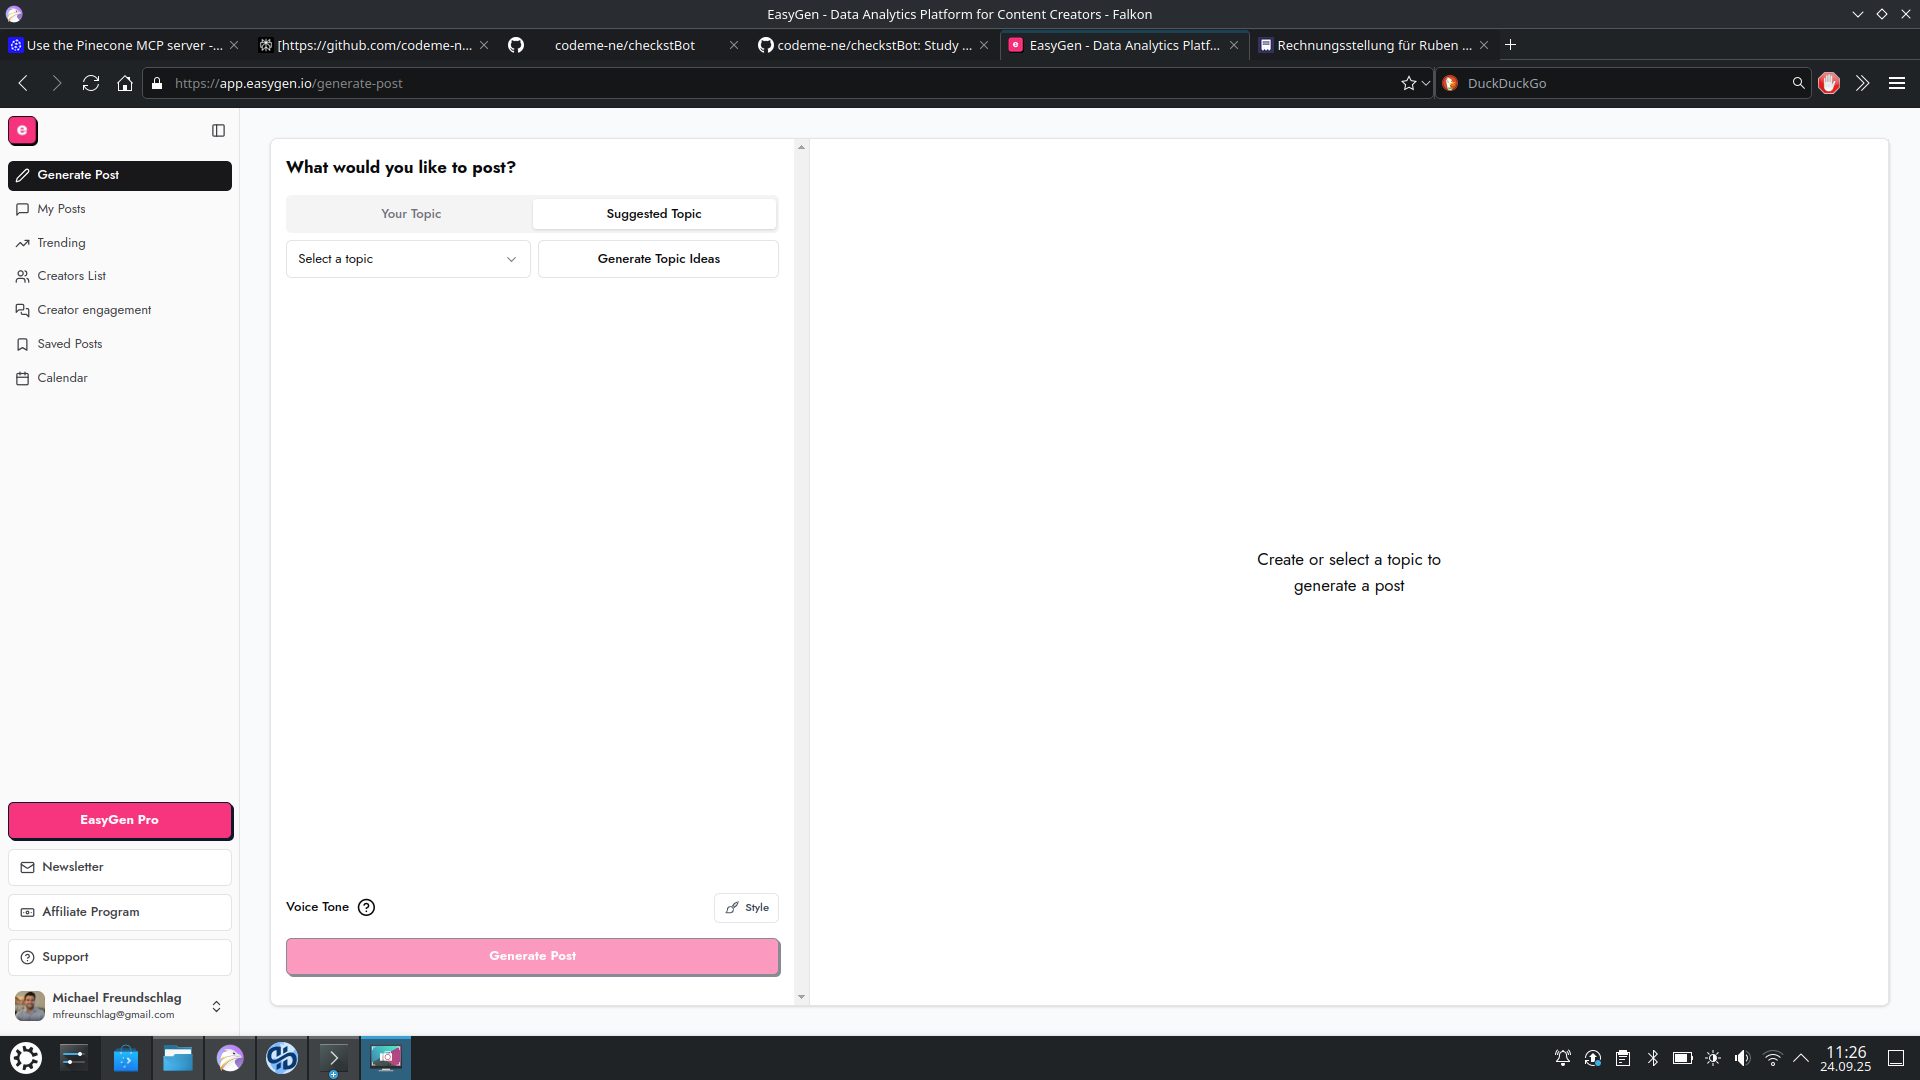 EasyGen - Data Analytics Platform for Content Creators - Falkon
Use the Pinecone MCP server -...
[https://github.com/codeme-n...
codeme-ne/checkstBot
codeme-ne/checkstBot: Study ...
EasyGen - Data Analytics Platf...
Rechnungsstellung für Ruben ...
https://app.easygen.io/generate-post
DuckDuckGo
e
Generate Post
My Posts
Trending
Creators List
Creator engagement
Saved Posts
Calendar
EasyGen Pro
Newsletter
Affiliate Program
Support
Michael Freundschlag
mfreunschlag@gmail.com
What would you like to post?
Your Topic
Suggested Topic
Select a topic
Generate Topic Ideas
Voice Tone
Style
Generate Post
Create or select a topic to
generate a post
11:26
24.09.25